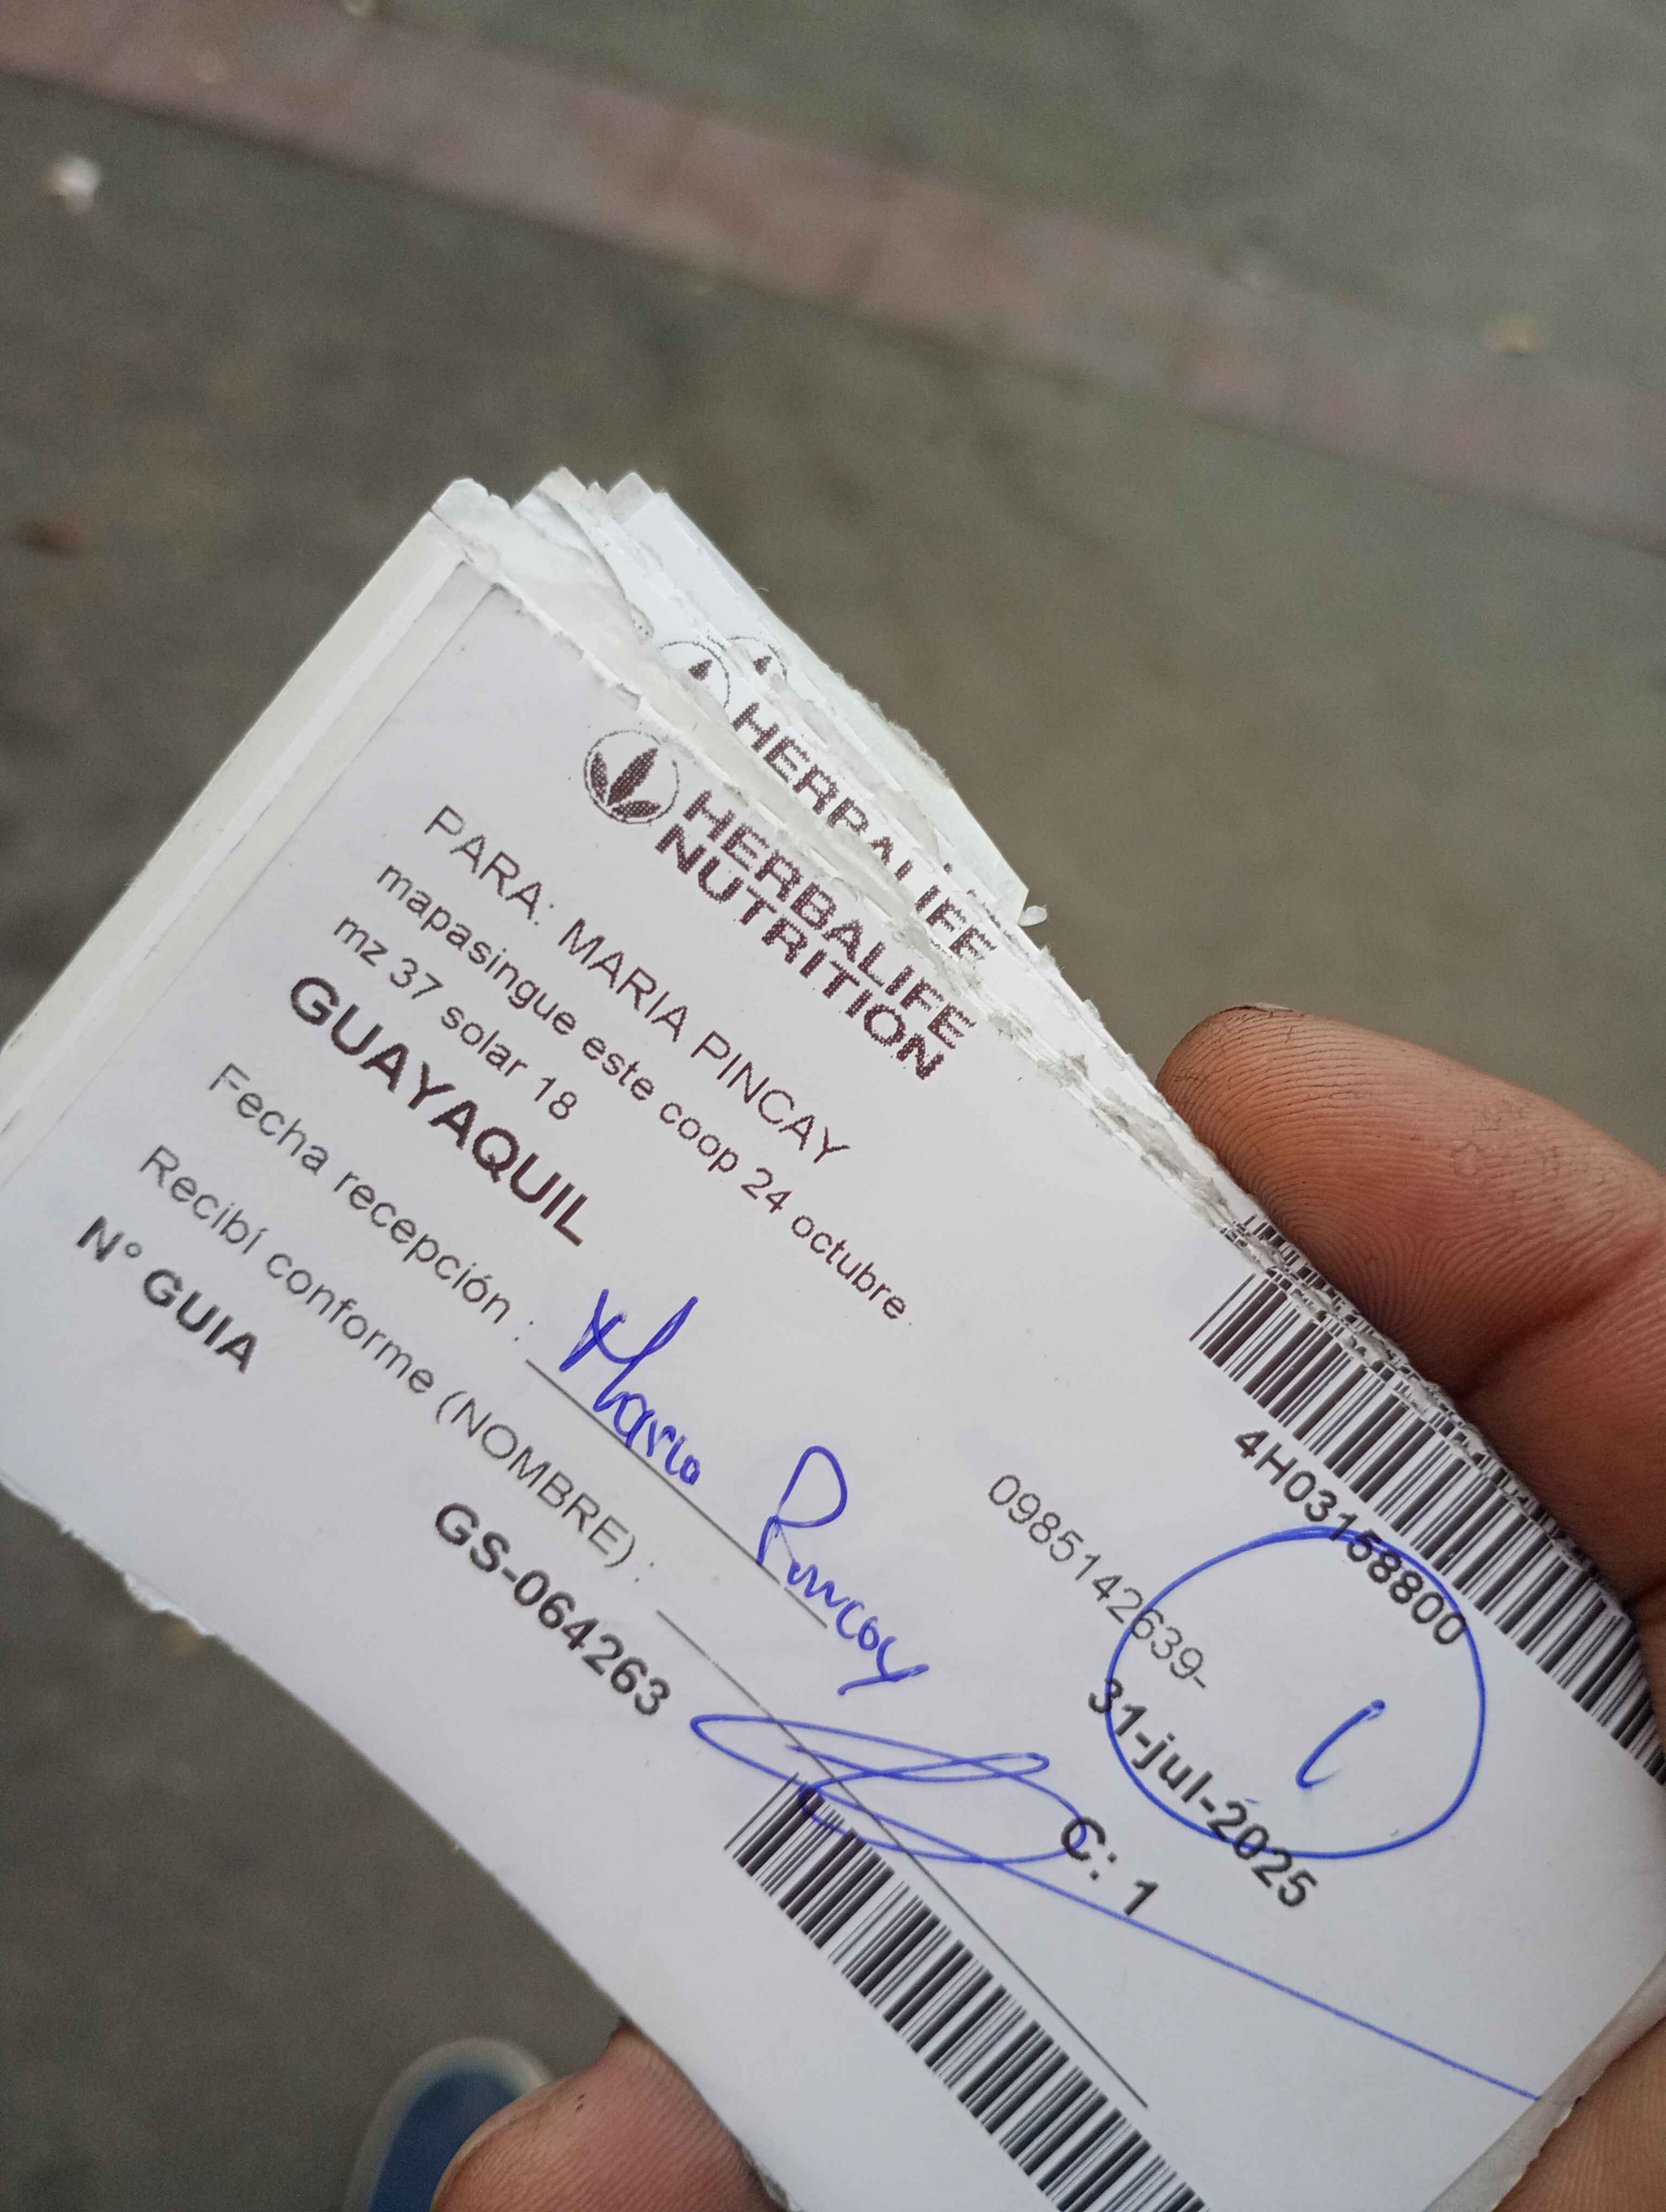 HERBALIFE
HERBALIFE
NUTRITION
PARA: MARIA PINCAY
mapasingue este coop 24 octubre
mz 37 solar 18
GUAYAQUIL
4H03158800
0985142639-
31-jul-2025
1
Fecha recepción :
Maria Pincay
Recibí conforme (NOMBRE) :
C: 1
N° GUIA
GS-064263